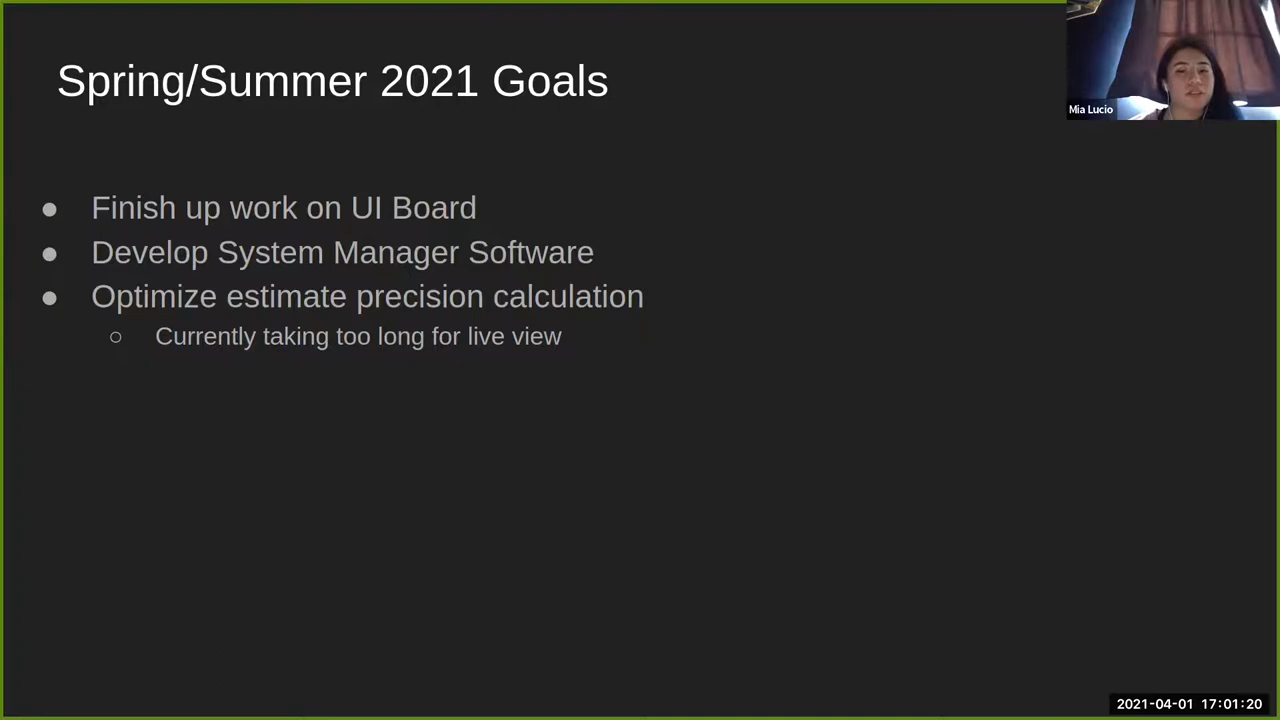 Spring/Summer 2021 Goals
Mia Lucio
● Finish up work on UI Board
● Develop System Manager Software
● Optimize estimate precision calculation
○ Currently taking too long for live view
2021-04-01 17:01:20